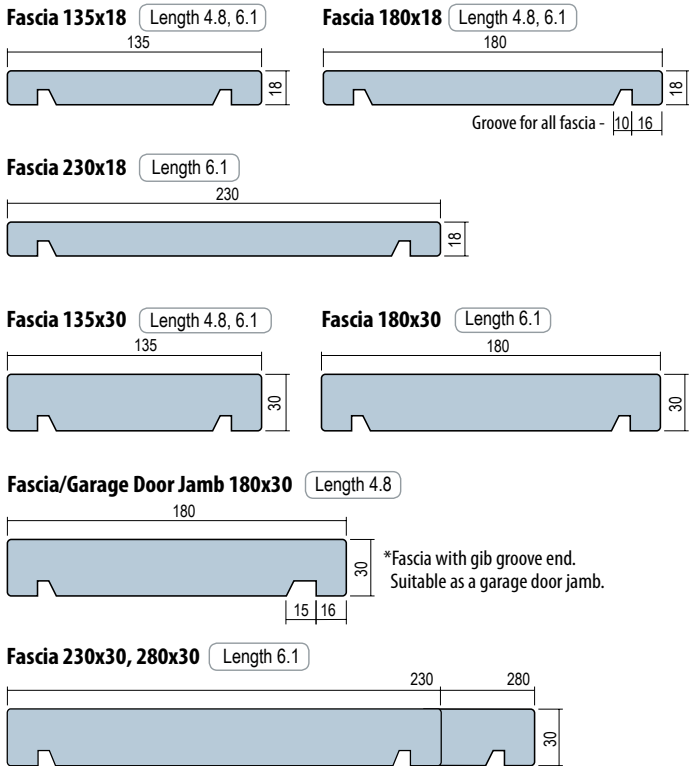 Fascia 135x18 Length 4.8, 6.1 Fascia 180x18 Length 4.8, 6.1
135 180
18 18
Groove for all fascia - 10 16
Fascia 230x18 Length 6.1
230
18
Fascia 135x30 Length 4.8, 6.1 Fascia 180x30 Length 6.1
135 180
30 30
Fascia/Garage Door Jamb 180x30 Length 4.8
180
30 *Fascia with gib groove end.
Suitable as a garage door jamb.
15 16
Fascia 230x30, 280x30 Length 6.1
230 280
30